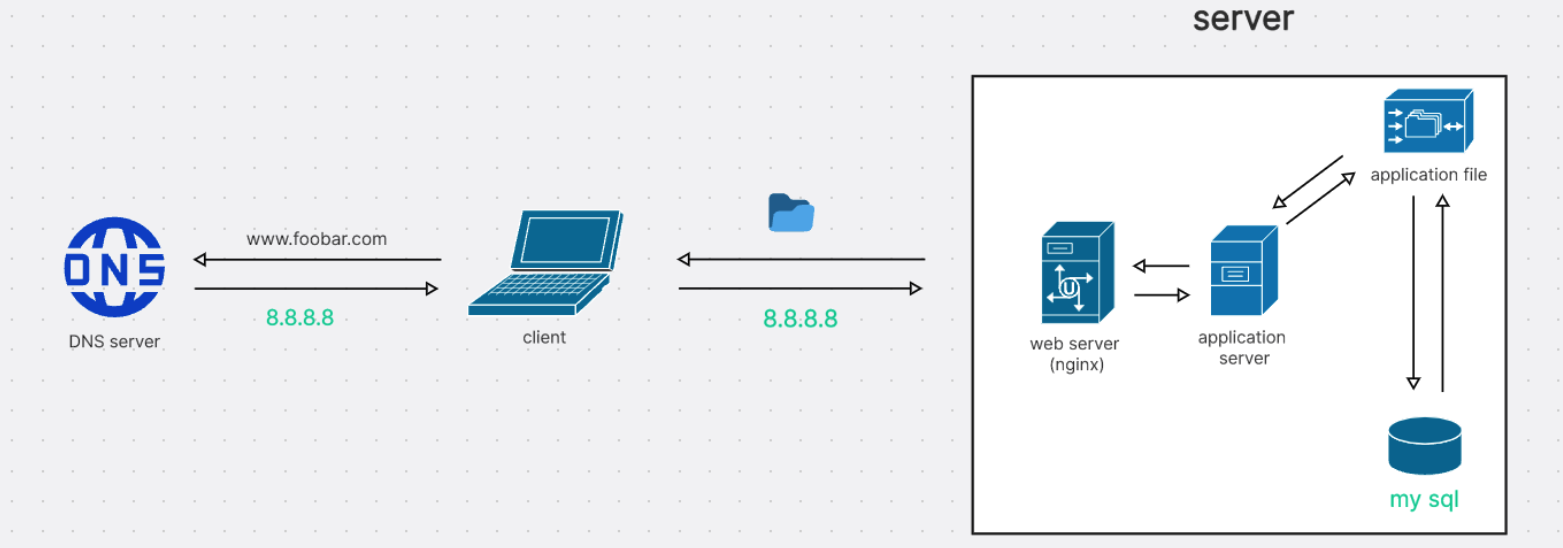 server
application file
www.foobar.com
DNS
8.8.8.8
DNS server
client
8.8.8.8
U
web server
(nginx)
application
server
my sql